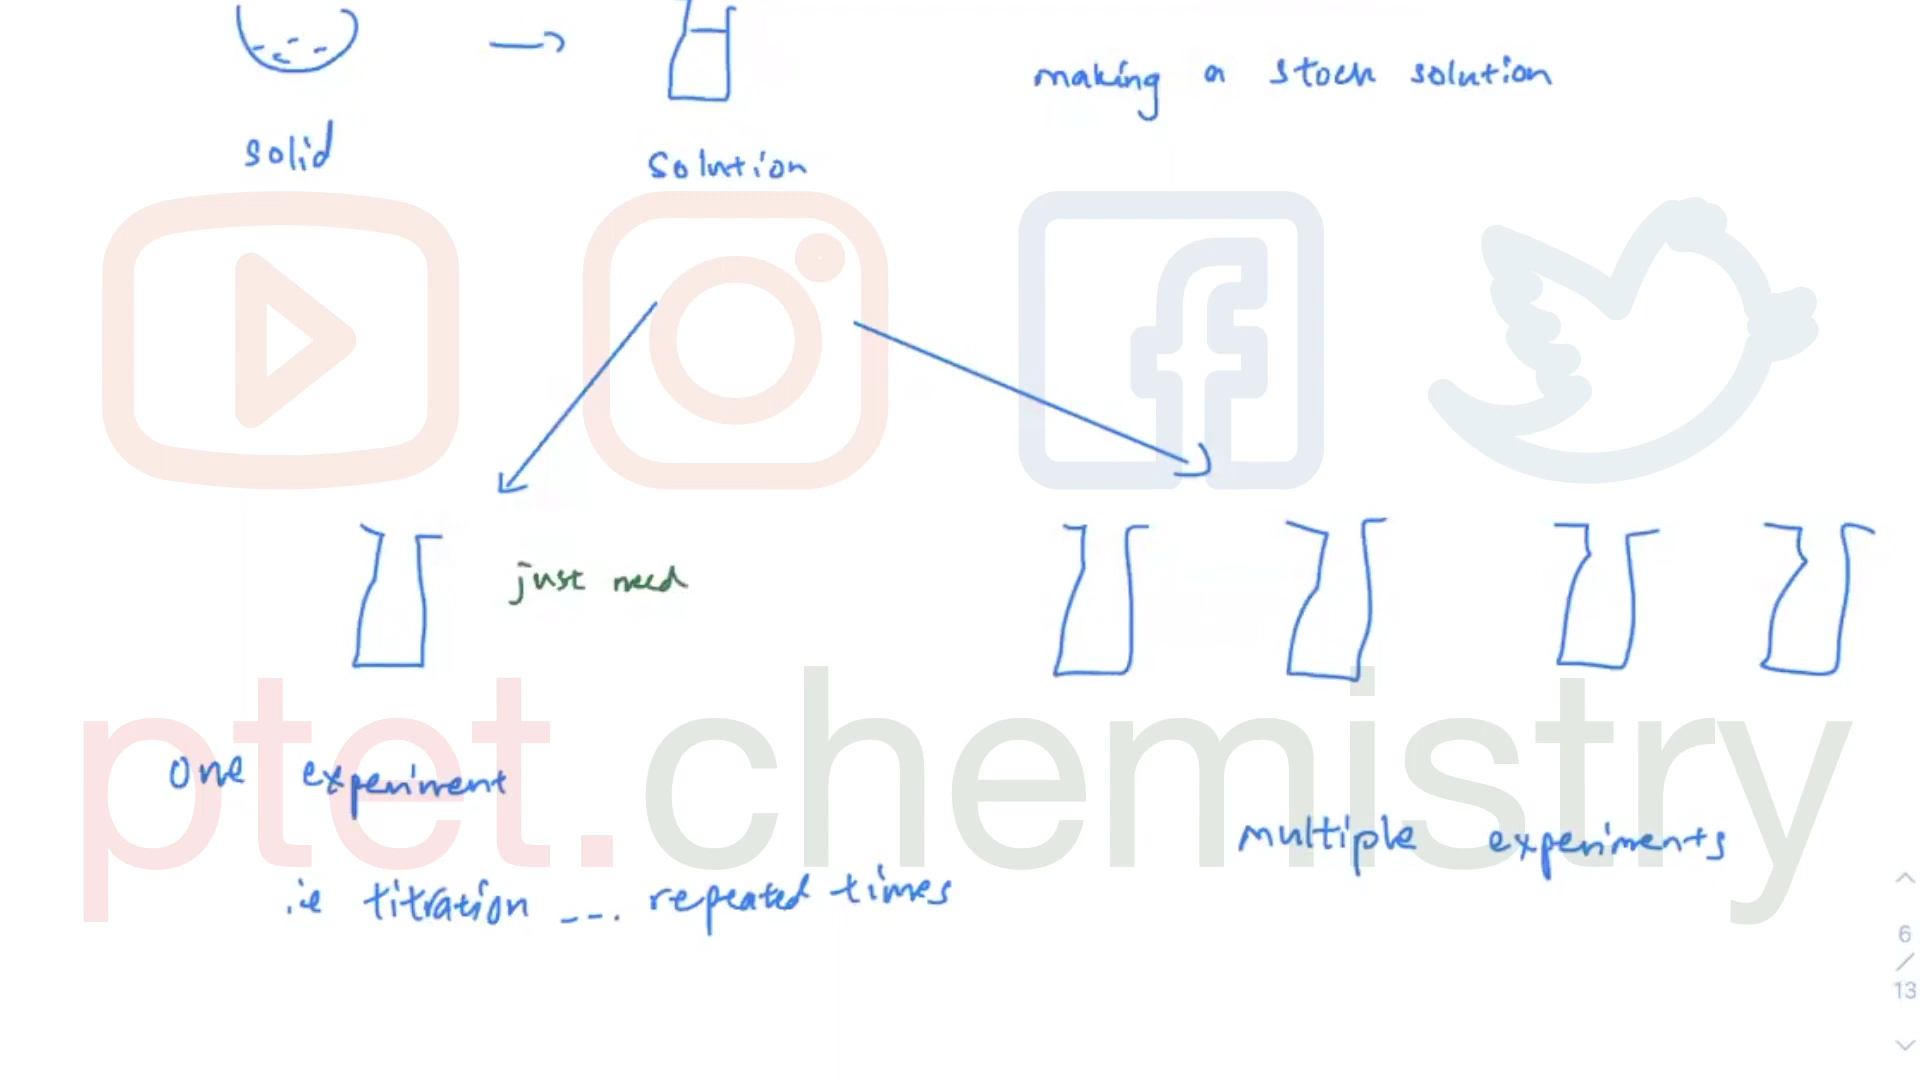 making a stock solution
solid
solution
just need
ptet.chemistry
one experiment
multiple experiments
i.e titration ---. repeated times
6
/
13